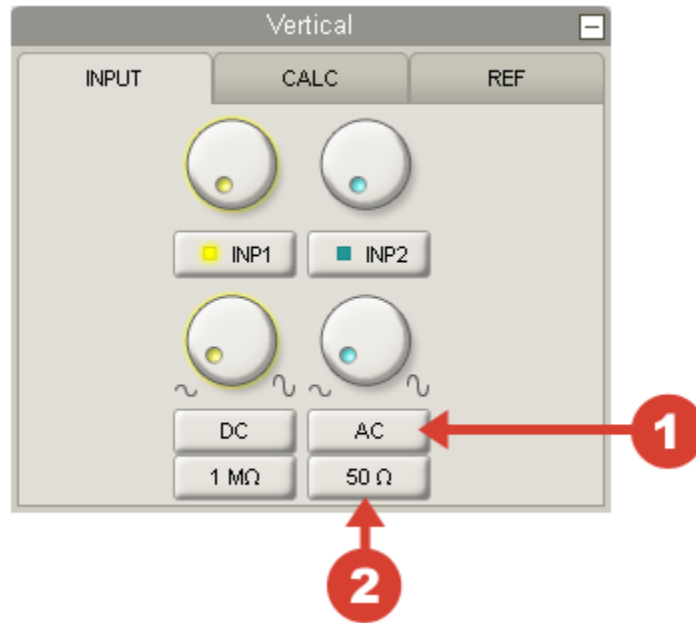 Vertical
INPUT CALC REF
INP1 INP2
DC AC 1
1 MΩ 50 Ω
2